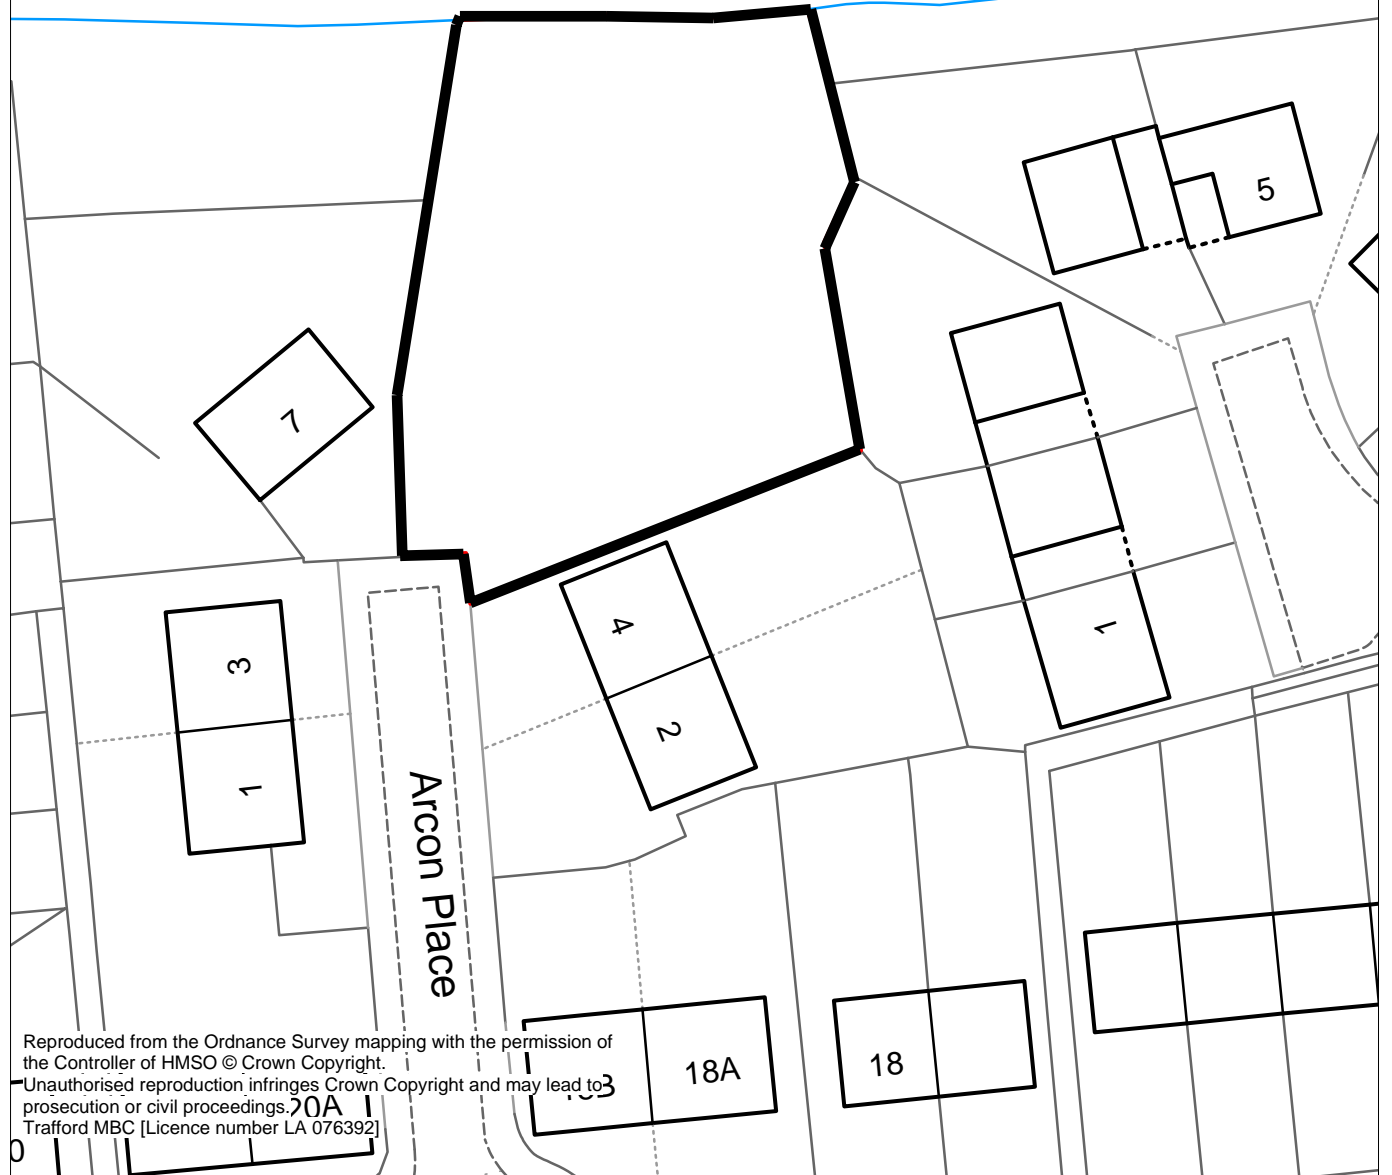 5
7
3
4
1
2
1
1
Arcon Place
18A
18
20A
Reproduced from the Ordnance Survey mapping with the permission of
the Controller of HMSO © Crown Copyright.
Unauthorised reproduction infringes Crown Copyright and may lead to
prosecution or civil proceedings.
Trafford MBC [Licence number LA 076392]